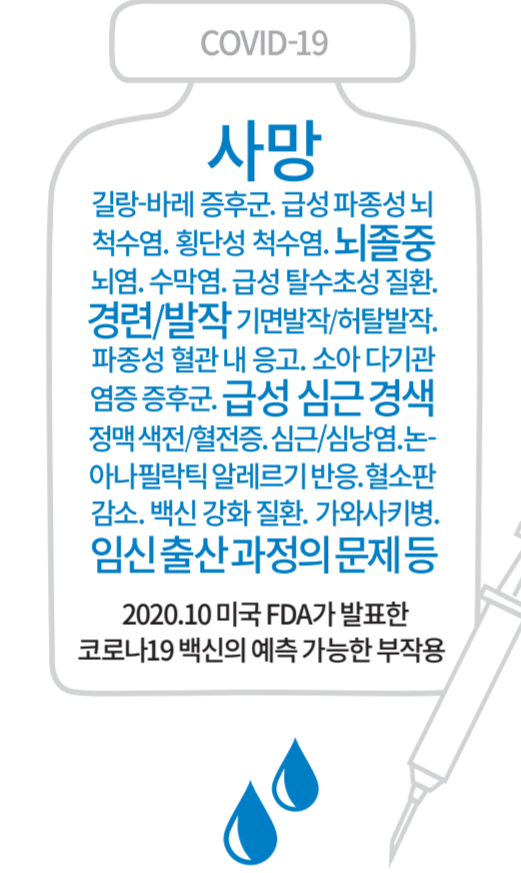 COVID-19
사망
길랑-바레 증후군. 급성 파종성 뇌
척수염. 횡단성 척수염. 뇌졸중
뇌염. 수막염. 급성 탈수초성 질환.
경련/발작 기면발작/허탈발작.
파종성 혈관 내 응고. 소아 다기관
염증 증후군. 급성 심근 경색
정맥 색전/혈전증. 심근/심낭염.논-
아나필락틱 알레르기 반응. 혈소판
감소. 백신 강화 질환. 가와사키병.
임신 출산 과정의 문제 등
2020.10 미국 FDA가 발표한
코로나19 백신의 예측 가능한 부작용